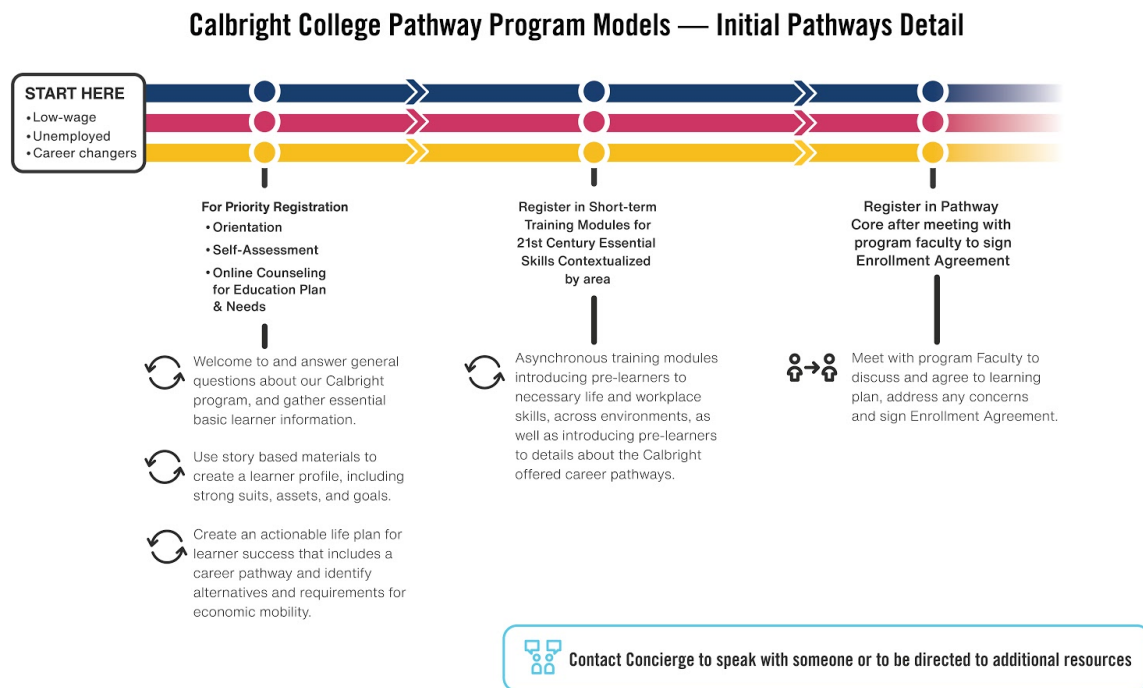 Calbright College Pathway Program Models — Initial Pathways Detail
START HERE
•Low-wage
•Unemployed
•Career changers
For Priority Registration
•Orientation
•Self-Assessment
•Online Counseling
for Education Plan
& Needs
Welcome to and answer general
questions about our Calbright
program, and gather essential
basic learner information.
Use story based materials to
create a learner profile, including
strong suits, assets, and goals.
Create an actionable life plan for
learner success that includes a
career pathway and identify
alternatives and requirements for
economic mobility.
Register in Short-term
Training Modules for
21st Century Essential
Skills Contextualized
by area
Asynchronous training modules
introducing pre-learners to
necessary life and workplace
skills, across environments, as
well as introducing pre-learners
to details about the Calbright
offered career pathways.
Register in Pathway
Core after meeting with
program faculty to sign
Enrollment Agreement
Meet with program Faculty to
discuss and agree to learning
plan, address any concerns
and sign Enrollment Agreement.
Contact Concierge to speak with someone or to be directed to additional resources